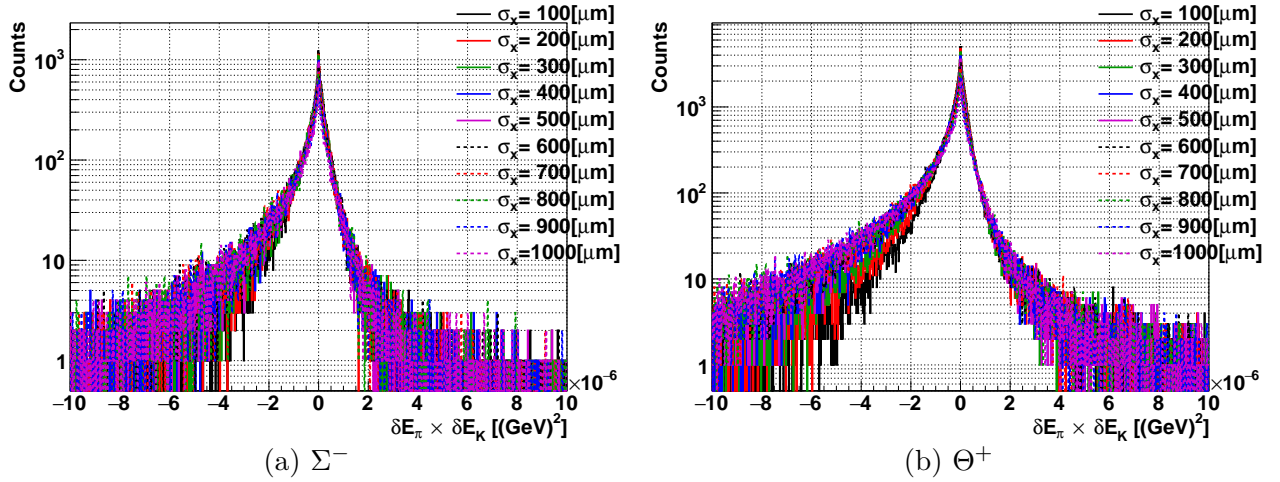 Counts
10³
10²
10
1
σₓ= 100[μm]
σₓ= 200[μm]
σₓ= 300[μm]
σₓ= 400[μm]
σₓ= 500[μm]
σₓ= 600[μm]
σₓ= 700[μm]
σₓ= 800[μm]
σₓ= 900[μm]
σₓ=1000[μm]
−10 −8 −6 −4 −2 0 2 4 6 8 10
×10⁻⁶
δE_π × δE_K [(GeV)²]
(a) Σ⁻
Counts
10³
10²
10
1
σₓ= 100[μm]
σₓ= 200[μm]
σₓ= 300[μm]
σₓ= 400[μm]
σₓ= 500[μm]
σₓ= 600[μm]
σₓ= 700[μm]
σₓ= 800[μm]
σₓ= 900[μm]
σₓ=1000[μm]
−10 −8 −6 −4 −2 0 2 4 6 8 10
×10⁻⁶
δE_π × δE_K [(GeV)²]
(b) Θ⁺